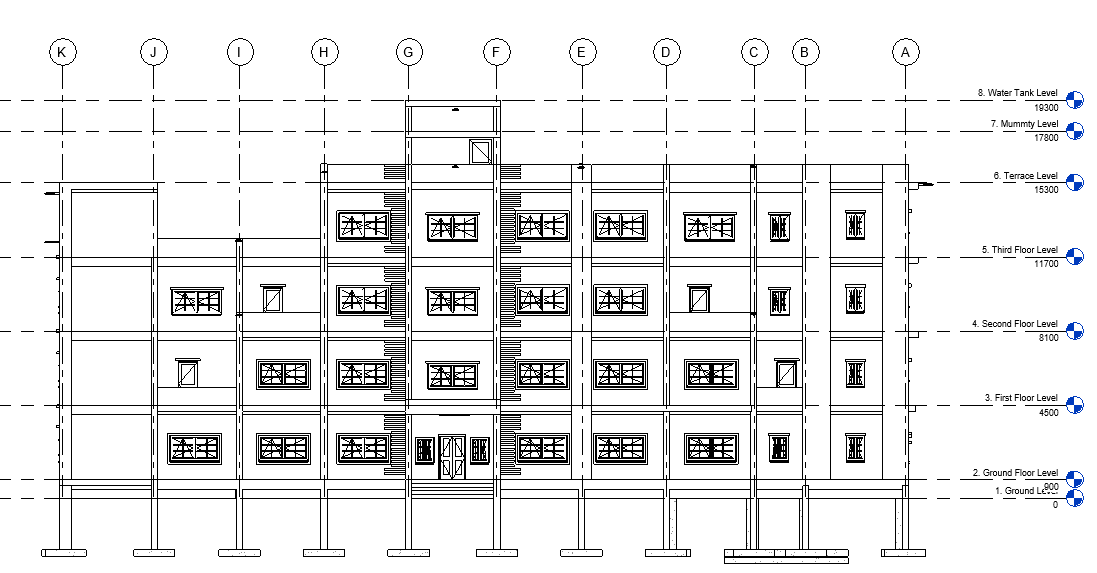 K J I H G F E D C B A
8. Water Tank Level
19300
7. Mummty Level
17800
6. Terrace Level
15300
5. Third Floor Level
11700
4. Second Floor Level
8100
3. First Floor Level
4500
2. Ground Floor Level
900
1. Ground
0